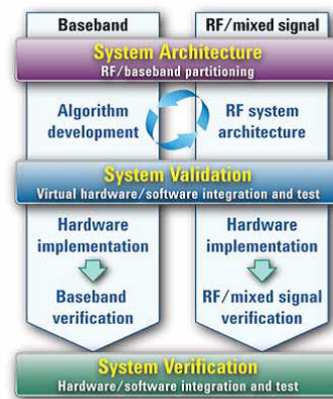 Baseband
RF/mixed signal
System Architecture
RF/baseband partitioning
Algorithm
development
RF system
architecture
System Validation
Virtual hardware/software integration and test
Hardware
implementation
Hardware
implementation
Baseband
verification
RF/mixed signal
verification
System Verification
Hardware/software integration and test